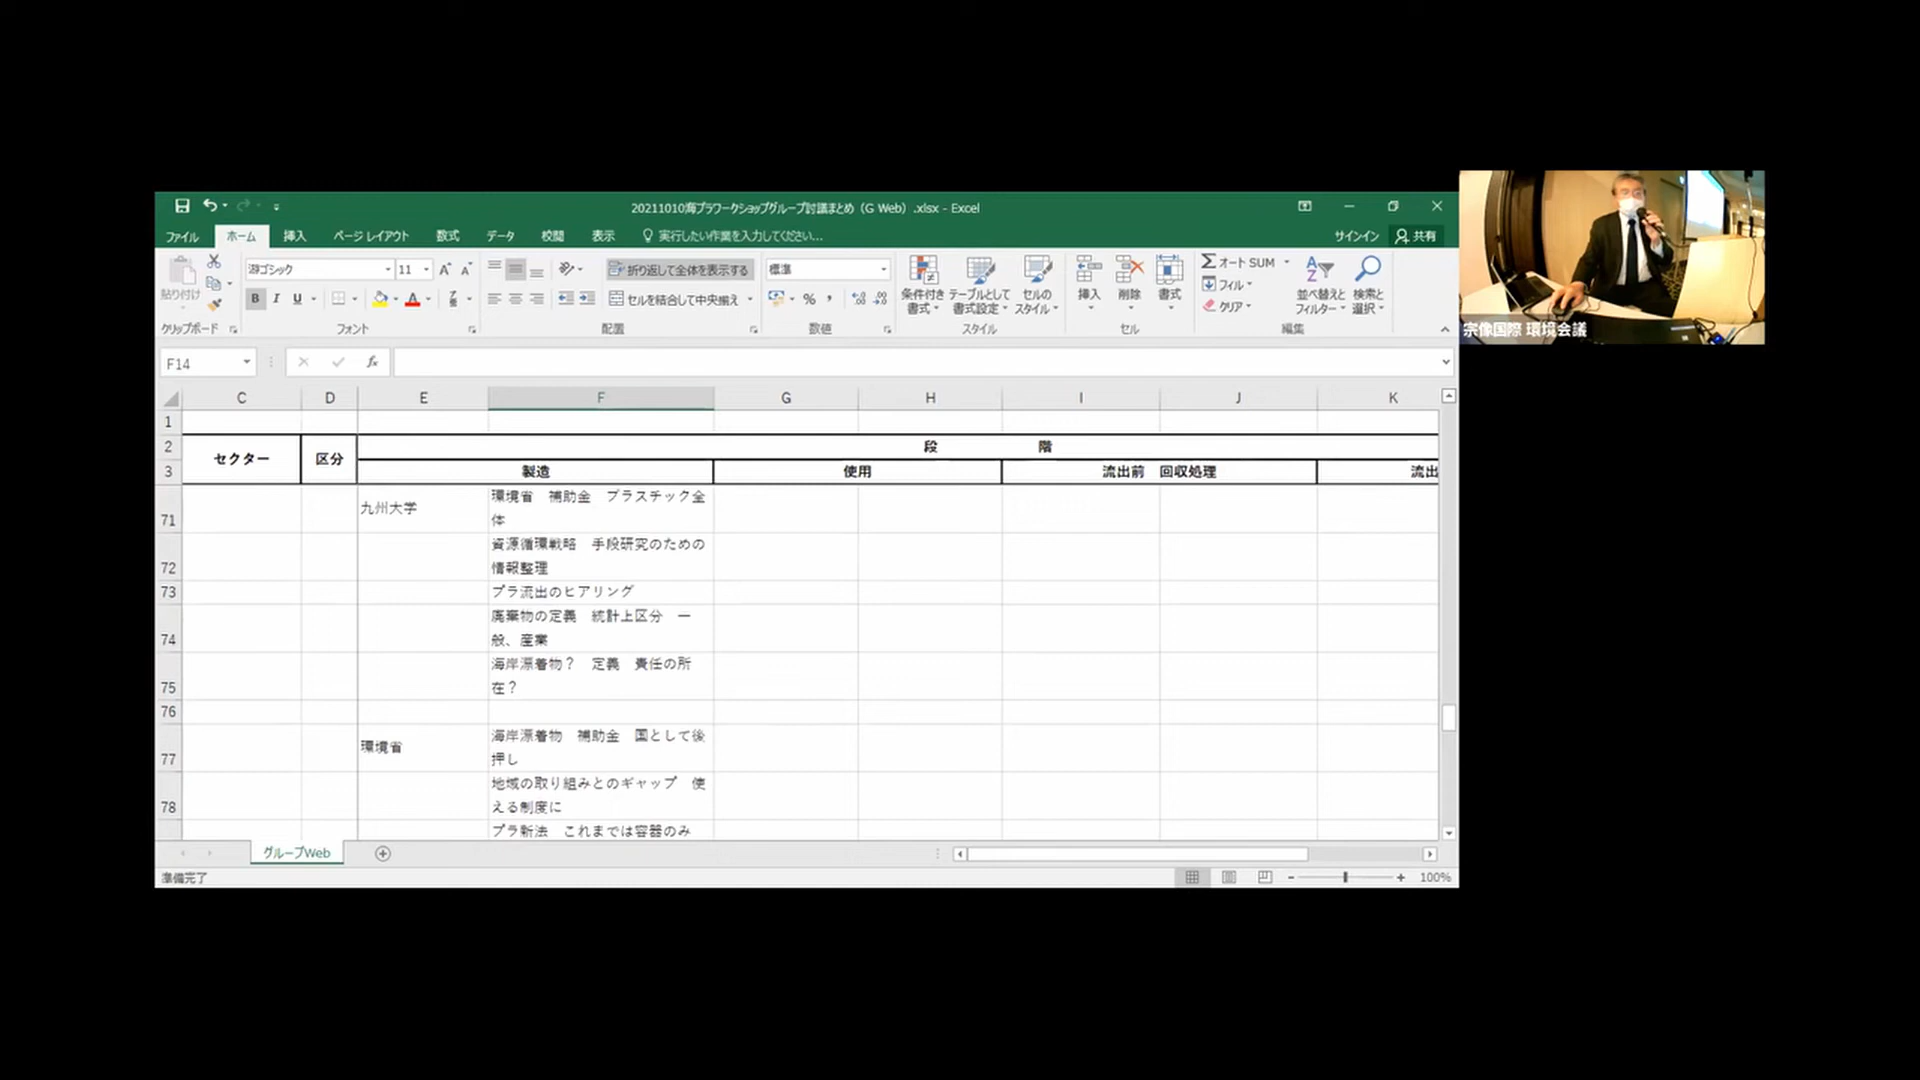 20211010海プラワークショップグループ討議まとめ（G Web）.xlsx - Excel
ファイル ホーム 挿入 ページ レイアウト 数式 データ 校閲 表示 実行したい作業を入力してください... サインイン 共有
貼り付け
游ゴシック 11
B I U
折り返して全体を表示する
セルを結合して中央揃え
標準
%
条件付き書式 テーブルとして書式設定 セルのスタイル
挿入 削除 書式
Σ オート SUM
フィル
クリア
並べ替えとフィルター 検索と選択
クリップボード フォント 配置 数値 スタイル セル 編集
宗像国際 環境会議
F14 fx
C D E F G H I J K
1
2 セクター 区分 段 階
3 製造 使用 流出前 回収処理 流出
71 九州大学 環境省 補助金 プラスチック全
体
72 資源循環戦略 手段研究のための
情報整理
73 プラ流出のヒアリング
74 廃棄物の定義 統計上区分 一
般、産業
75 海岸漂着物？ 定義 責任の所
在？
76
77 環境省 海岸漂着物 補助金 国として後
押し
78 地域の取り組みとのギャップ 使
える制度に
プラ新法 これまでは容器のみ
グループWeb
準備完了 100%